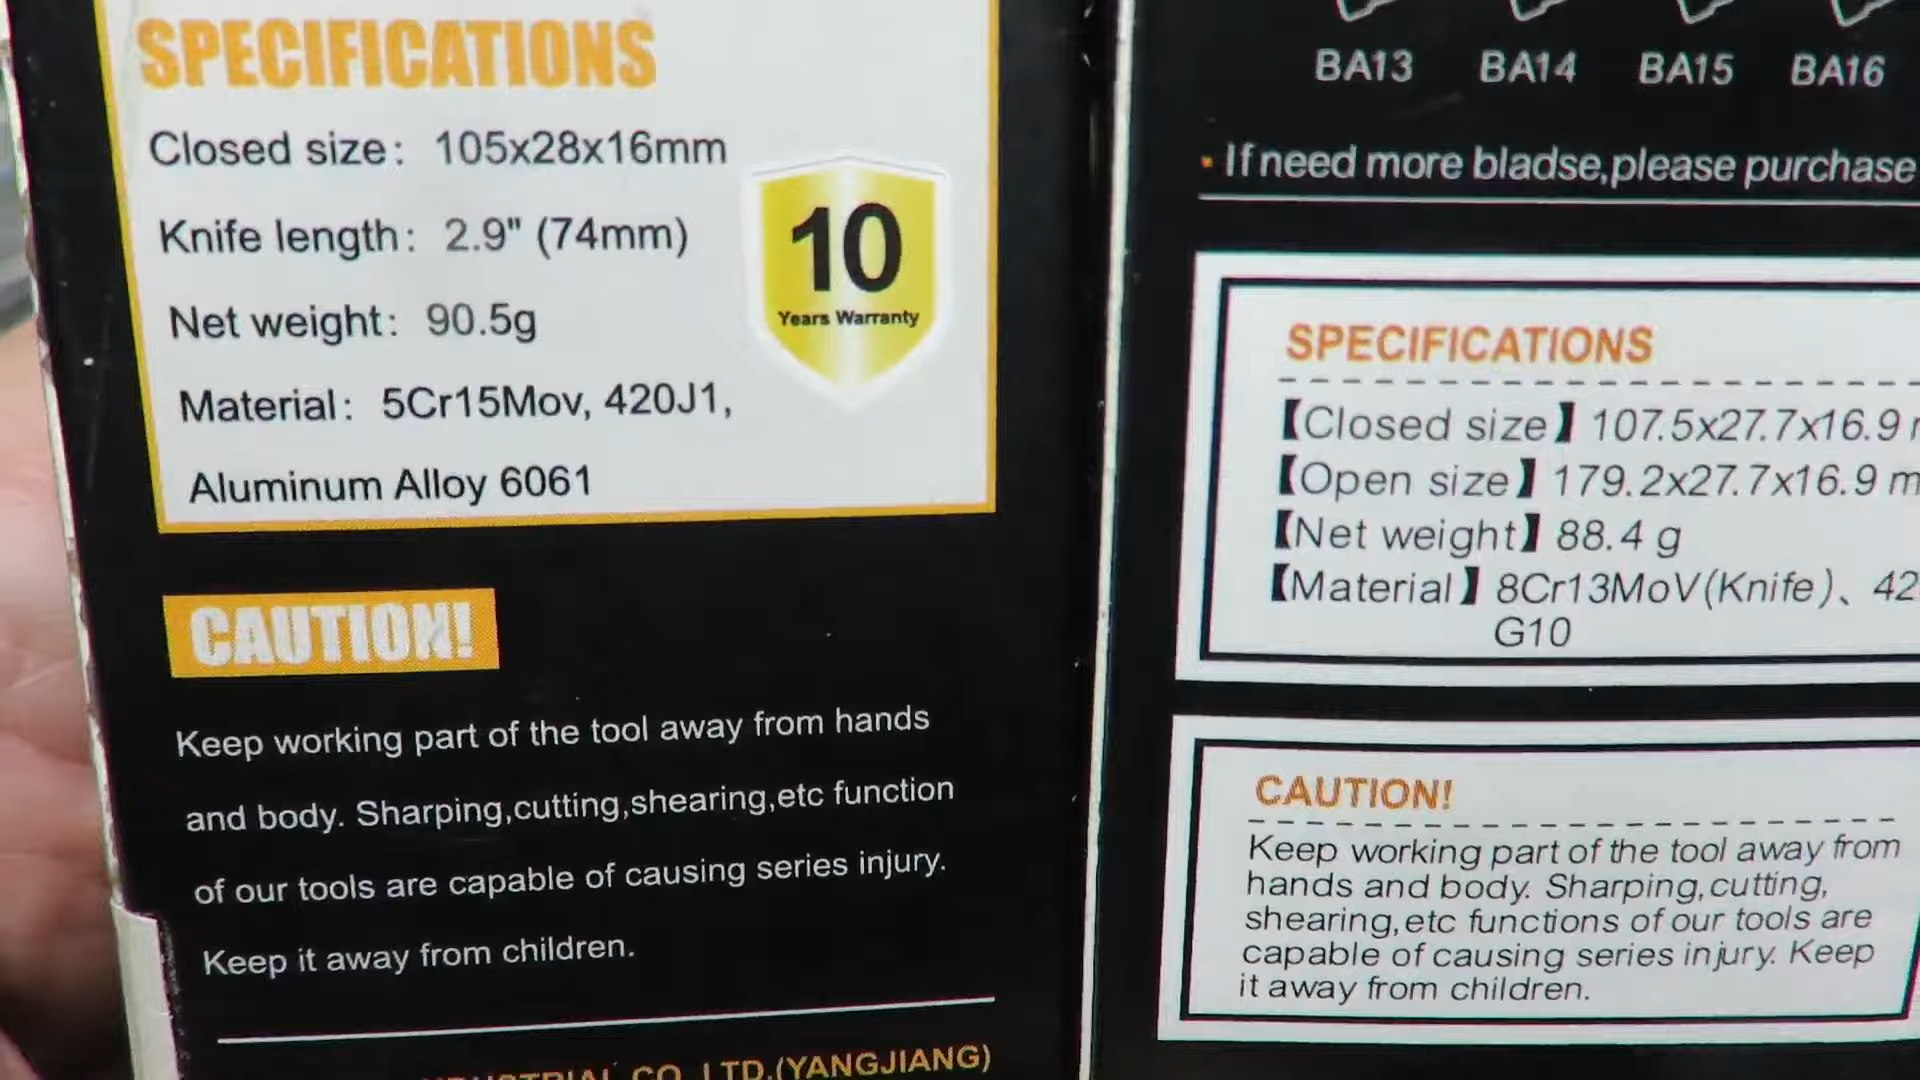 SPECIFICATIONS
Closed size: 105x28x16mm
Knife length: 2.9" (74mm)
Net weight: 90.5g
Material: 5Cr15Mov, 420J1,
Aluminum Alloy 6061
10
Years Warranty
CAUTION!
Keep working part of the tool away from hands
and body. Sharping,cutting,shearing,etc function
of our tools are capable of causing series injury.
Keep it away from children.
CO., LTD.(YANGJIANG)
BA13 BA14 BA15 BA16
If need more bladse,please purchase
SPECIFICATIONS
【Closed size】 107.5x27.7x16.9
【Open size】 179.2x27.7x16.9
【Net weight】 88.4 g
【Material】 8Cr13MoV(Knife)、
G10
CAUTION!
Keep working part of the tool away from
hands and body. Sharping,cutting,
shearing,etc functions of our tools are
capable of causing series injury. Keep
it away from children.